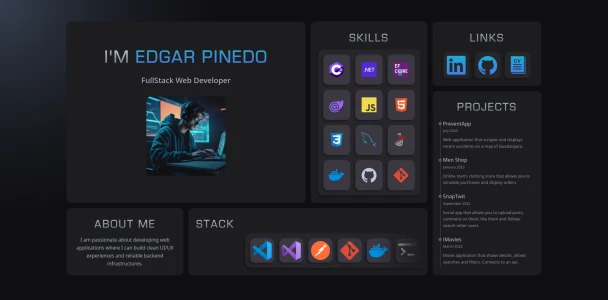 I'M EDGAR PINEDO
FullStack Web Developer
SKILLS
C#
.NET
EF
CORE
JS
LINKS
in
CV
PROJECTS
ProventApp
July 2023
Web application that scrapes and displays
recent accidents on a map of Guadalajara.
Men Shop
January 2023
Online men's clothing store that allows you to
simulate purchases and display orders.
SnapTwit
September 2022
Social app that allows you to upload posts,
comment on them, like them and follow
search other users.
IMovies
March 2022
Movie application that shows details, allows
searches and filters. Connects to an api.
ABOUT ME
I am passionate about developing web
applications where I can build clean UI/UX
experiences and reliable backend
infrastructures.
STACK